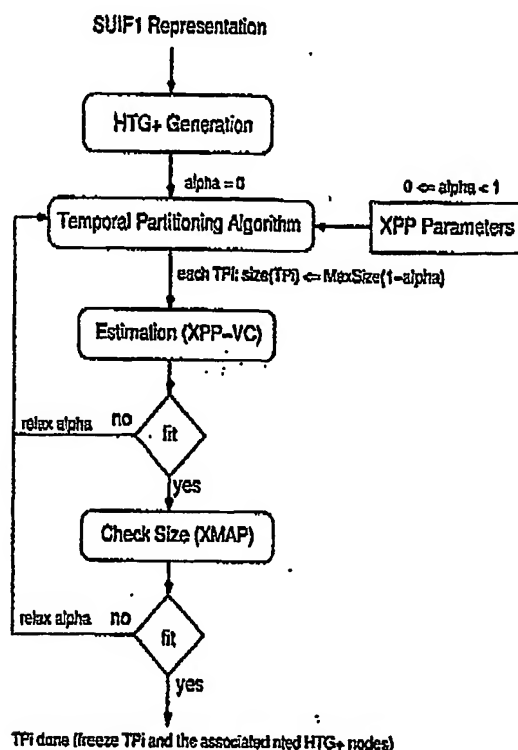 SUIF1 Representation
HTG+ Generation
alpha = 0
0 <= alpha < 1
Temporal Partitioning Algorithm
XPP Parameters
each TPi: size(TPi) <= MaxSize(1-alpha)
Estimation (XPP-VC)
relax alpha
no
fit
yes
Check Size (XMAP)
relax alpha
no
fit
yes
TPi done (freeze TPi and the associated nted HTG+ nodes)